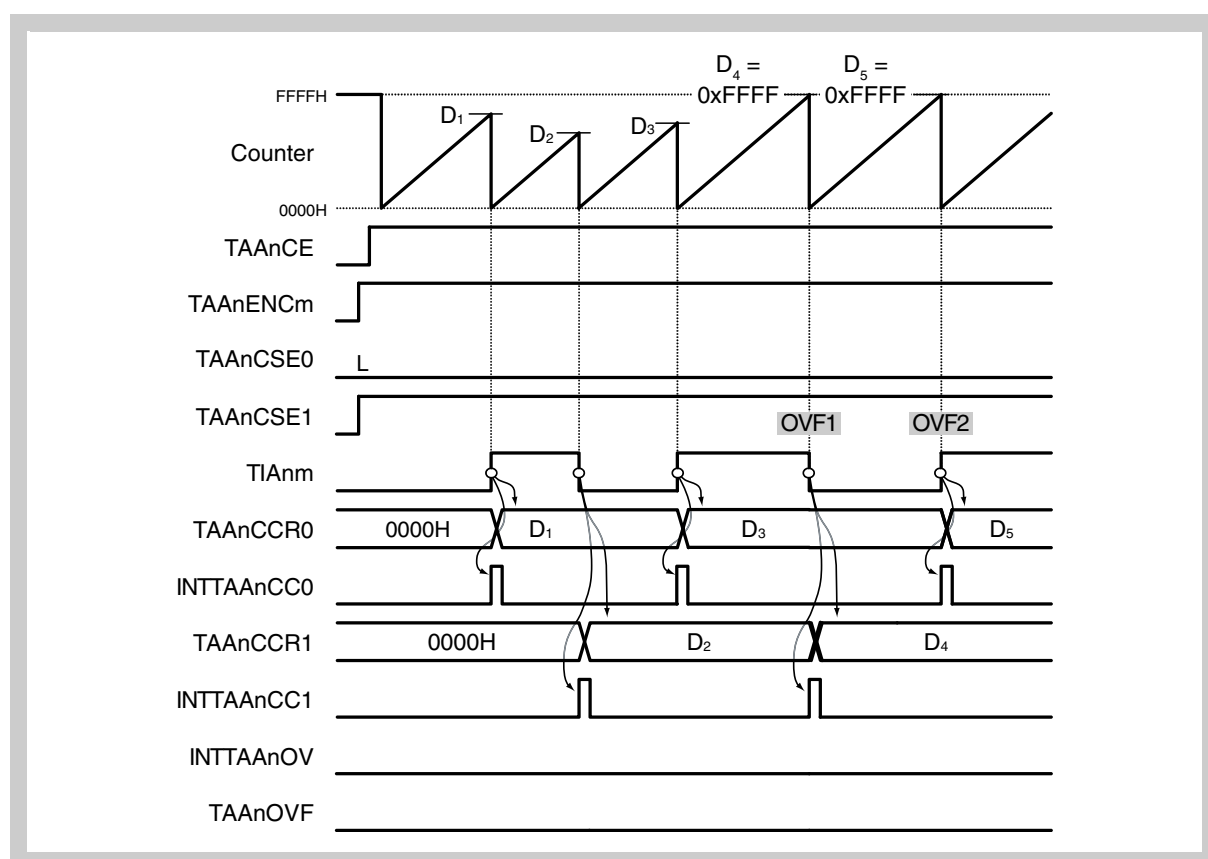 D4 = D5 =
FFFFH 0xFFFF 0xFFFF
D1 D2 D3
Counter
0000H
TAAnCE
TAAnENCm
TAAnCSE0 L
TAAnCSE1
OVF1 OVF2
TIAnm
TAAnCCR0 0000H D1 D3 D5
INTTAAnCC0
TAAnCCR1 0000H D2 D4
INTTAAnCC1
INTTAAnOV
TAAnOVF